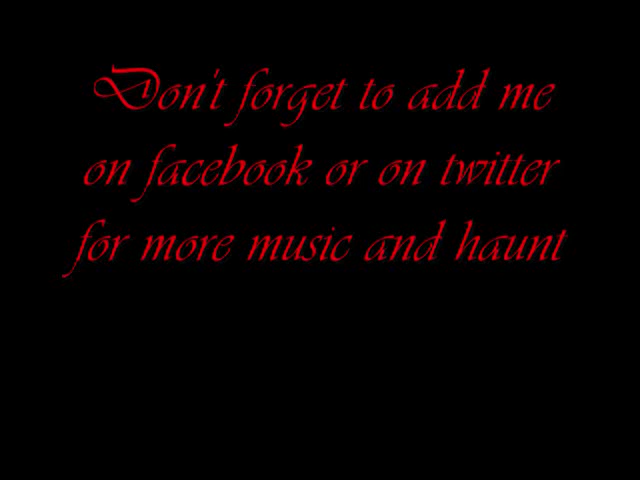 Don't forget to add me
on facebook or on twitter
for more music and haunt